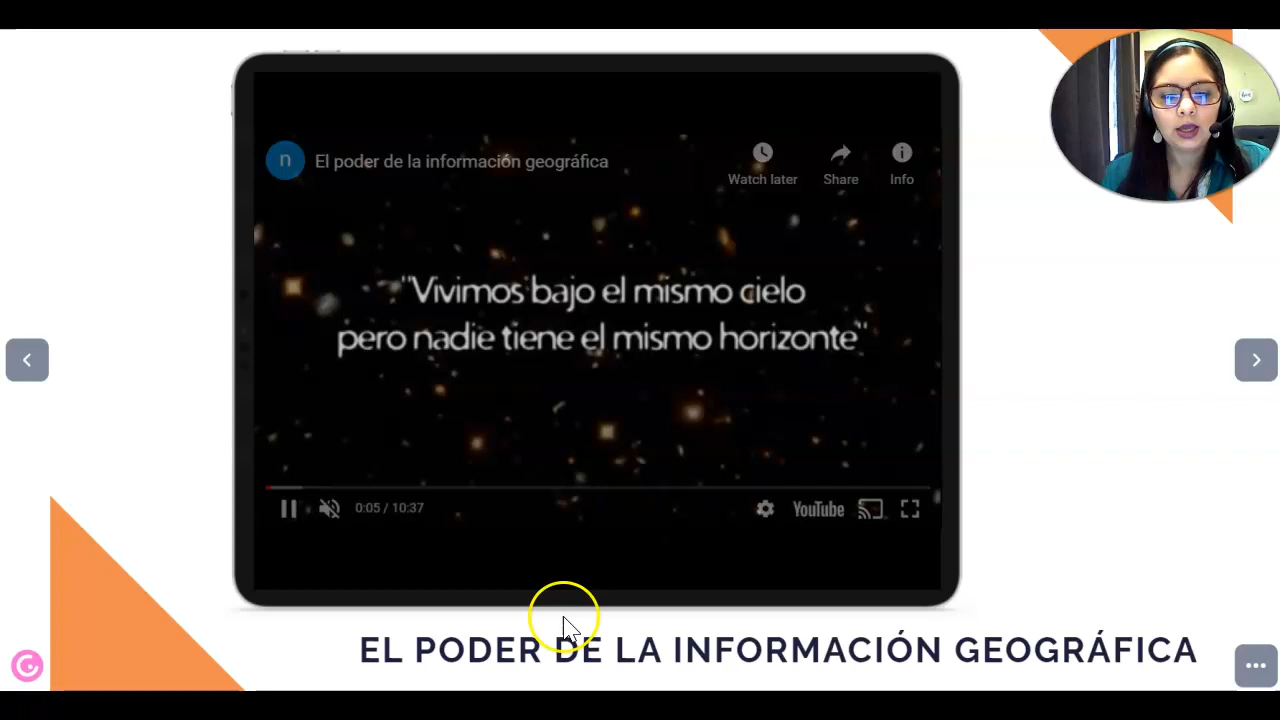 n
El poder de la información geográfica
Watch later
Share
Info
"Vivimos bajo el mismo cielo
pero nadie tiene el mismo horizonte"
0:05 / 10:37
YouTube
EL PODER DE LA INFORMACIÓN GEOGRÁFICA